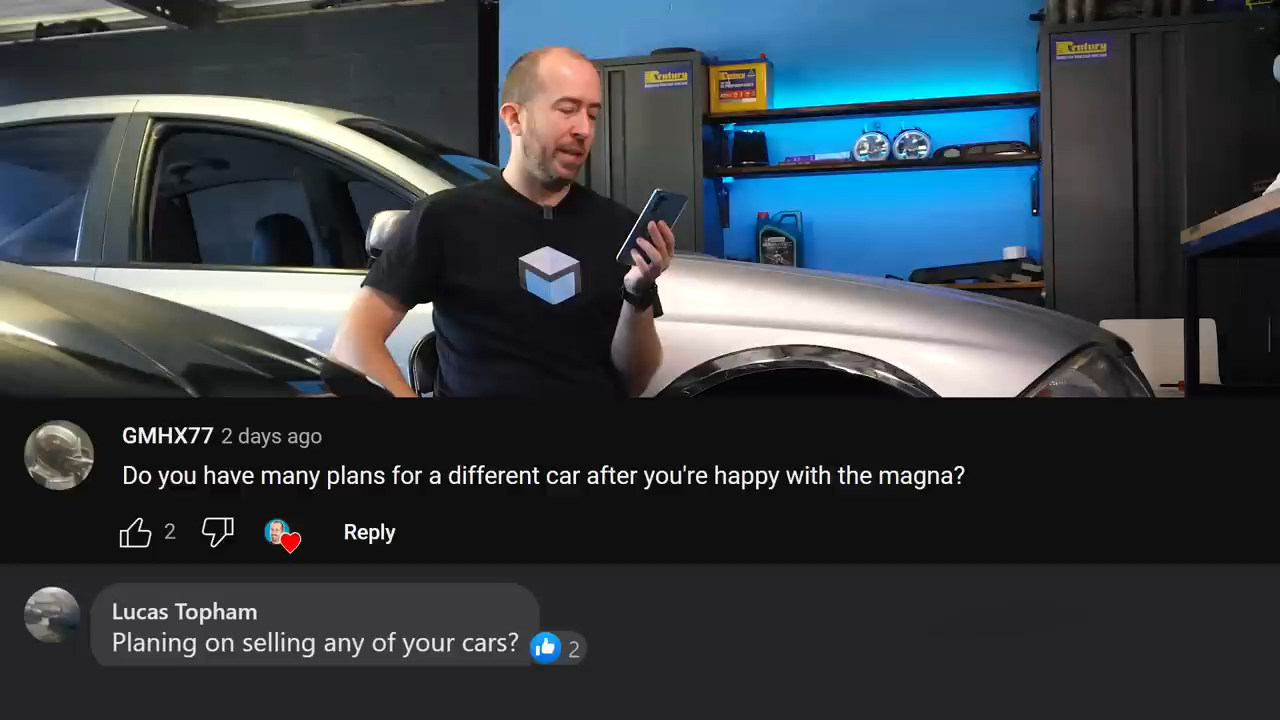 Century
Century
Century
GMHX77 2 days ago
Do you have many plans for a different car after you're happy with the magna?
2
Reply
Lucas Topham
Planing on selling any of your cars?
2